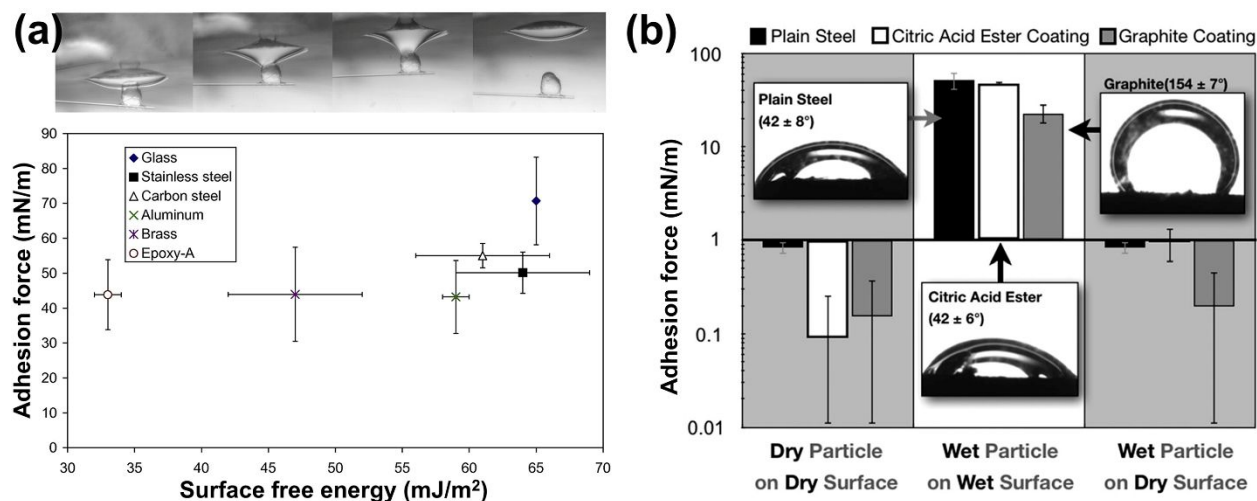 (a)
90
80
70
60
50
40
30
20
10
0
Adhesion force (mN/m)
Glass
Stainless steel
Carbon steel
Aluminum
Brass
Epoxy-A
30 35 40 45 50 55 60 65 70
Surface free energy (mJ/m²)
(b)
Plain Steel Citric Acid Ester Coating Graphite Coating
100
10
1
0.1
0.01
Adhesion force (mN/m)
Plain Steel
(42 ± 8°)
Graphite(154 ± 7°)
Citric Acid Ester
(42 ± 6°)
Dry Particle
on Dry Surface
Wet Particle
on Wet Surface
Wet Particle
on Dry Surface